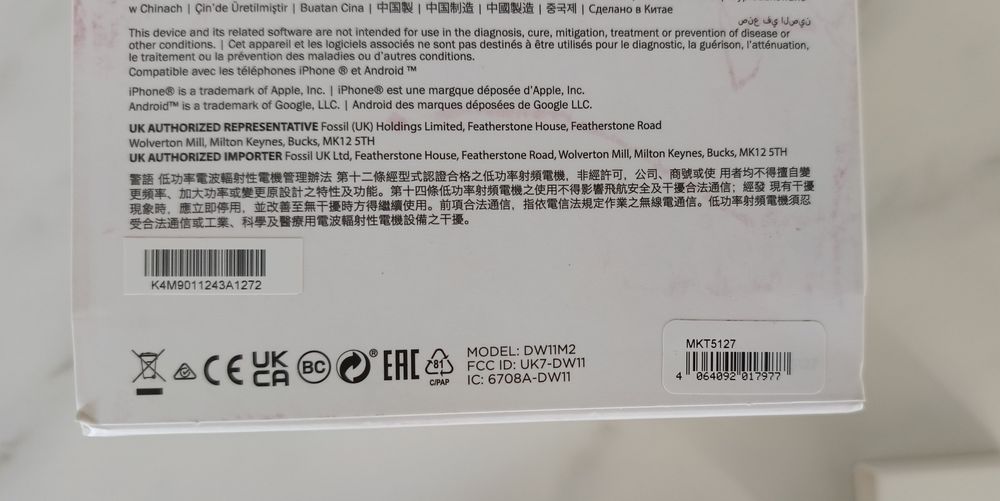 w Chinach | Çin'de Üretilmiştir | Buatan Cina | 中国製 | 中国制造 | 中國製造 | 중국제 | Сделано в Китае
صنع في الصين
This device and its related software are not intended for use in the diagnosis, cure, mitigation, treatment or prevention of disease or
other conditions. | Cet appareil et les logiciels associés ne sont pas destinés à être utilisés pour le diagnostic, la guérison, l'atténuation,
le traitement ou la prévention des maladies ou d'autres conditions.
Compatible avec les téléphones iPhone ® et Android ™
iPhone® is a trademark of Apple, Inc. | iPhone® est une margque déposée d'Apple, Inc.
Android™ is a trademark of Google, LLC. | Android des marques déposées de Google LLC.
UK AUTHORIZED REPRESENTATIVE Fossil (UK) Holdings Limited, Featherstone House, Featherstone Road
Wolverton Mill, Milton Keynes, Bucks, MK12 5TH
UK AUTHORIZED IMPORTER Fossil UK Ltd, Featherstone House, Featherstone Road, Wolverton Mill, Milton Keynes, Bucks, MK12 5TH
警語 低功率電波輻射性電機管理辦法 第十二條經型式認證合格之低功率射頻電機，非經許可，公司、商號或使 用者均不得擅自變
更頻率、加大功率或變更原設計之特性及功能。第十四條低功率射頻電機之使用不得影響飛航安全及干擾合法通信；經發 現有干擾
現象時，應立即停用，並改善至無干擾時方得繼續使用。前項合法通信，指依電信法規定作業之無線電通信。低功率射頻電機須忍
受合法通信或工業、科學及醫療用電波輻射性電機設備之干擾。
K4M9011243A1272
CE UK CA BC ® EAC 81 C/PAP
MODEL: DW11M2
FCC ID: UK7-DW11
IC: 6708A-DW11
MKT5127
4 064092 017977